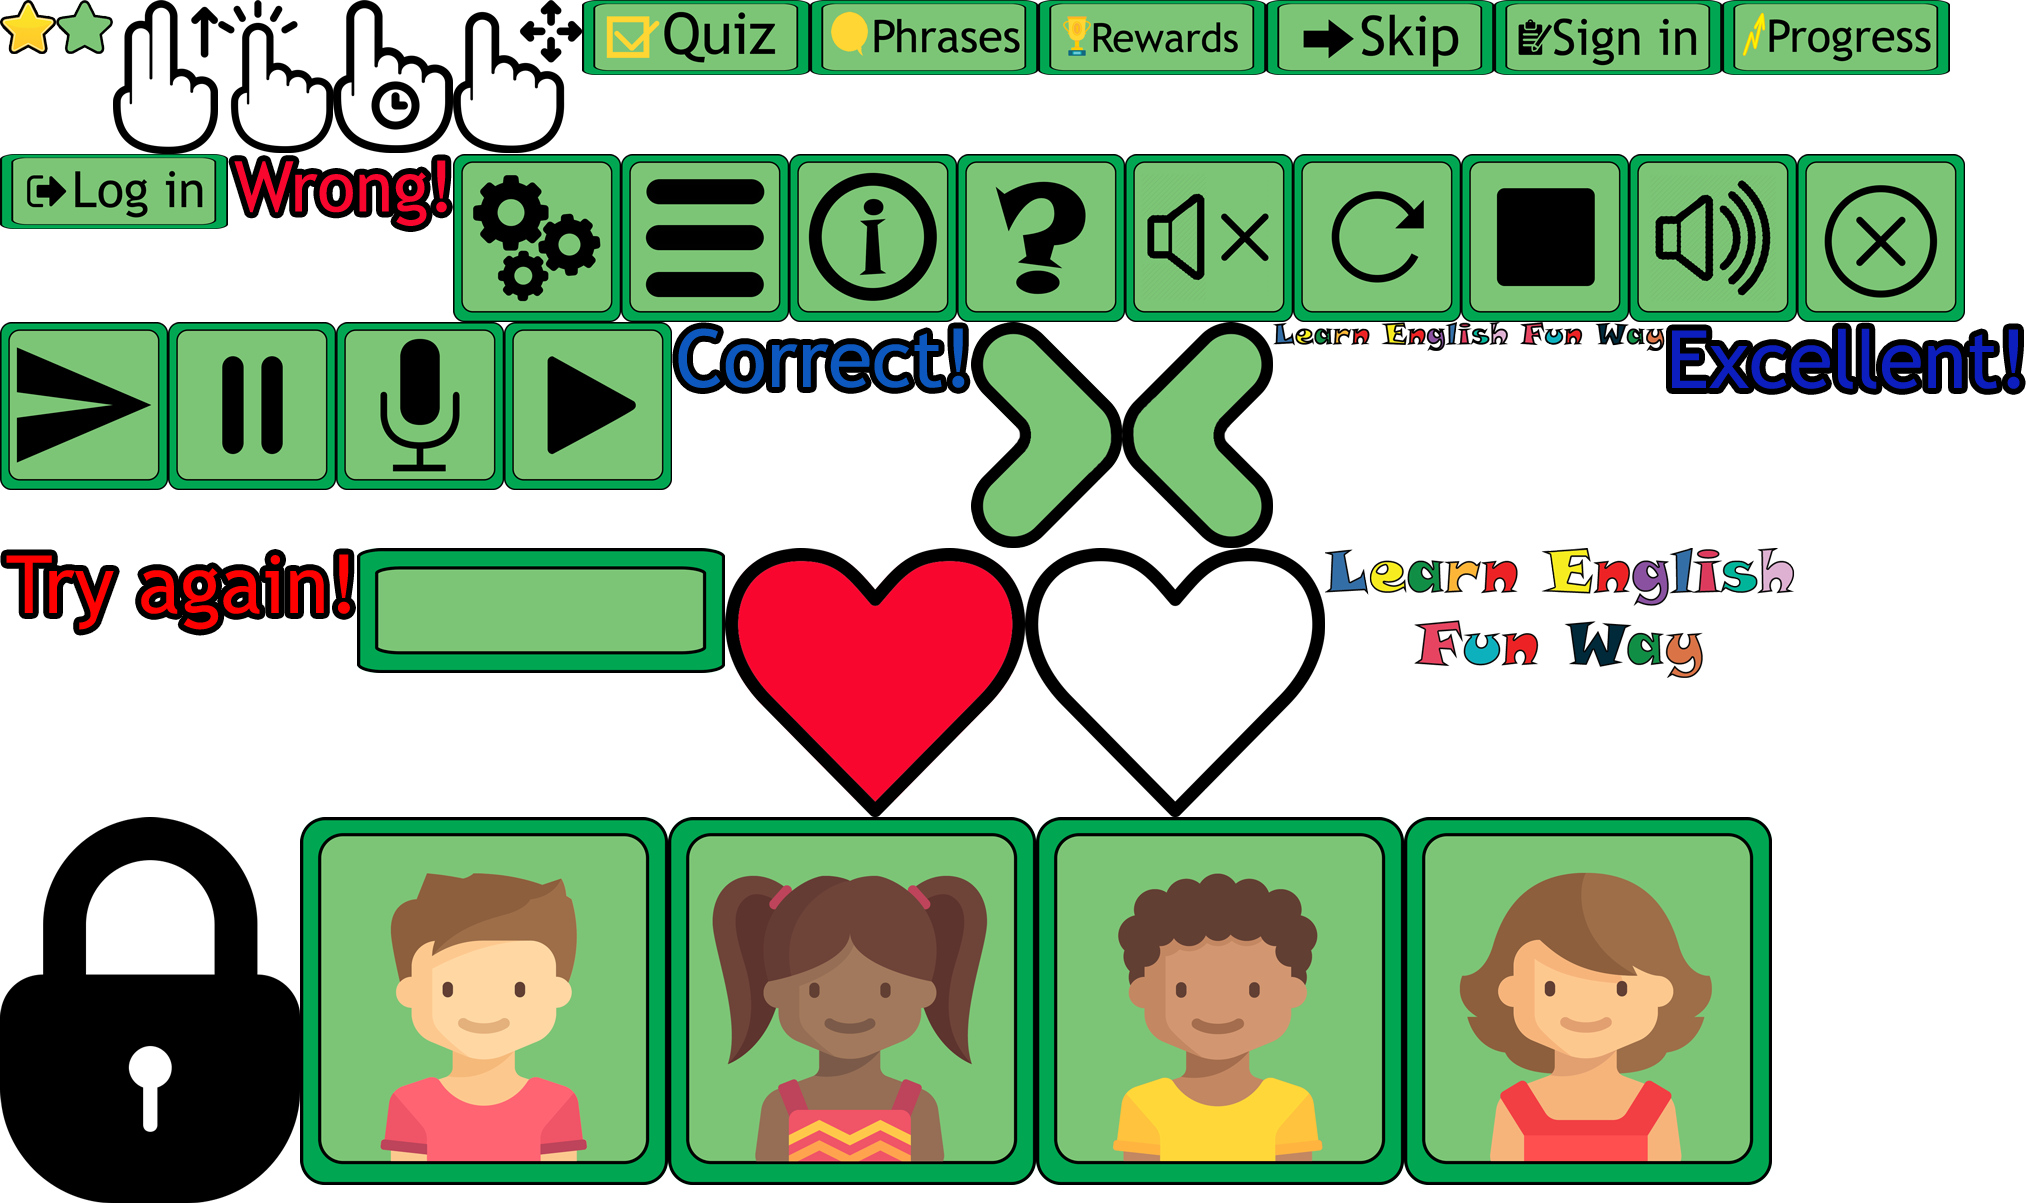 Quiz
Phrases
Rewards
Skip
Sign in
Progress
Log in
Wrong!
Correct!
Learn English Fun Way
Excellent!
Try again!
Learn English
Fun Way